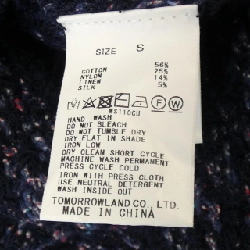 SIZE S
56%
COTTON 25%
NYLON 14%
LINEN 5%
SILK
HAND WASH
DO NOT BLEACH
DO NOT TUMBLE DRY
DRY FLAT IN SHADE
IRON LOW
DRY CLEAN SHORT CYCLE
MACHINE WASH PERMANENT
PRESS CYCLE COLD
IRON WITH PRESS CLOTH
USE NEUTRAL DETERGENT
WASH INSIDE OUT
TOMORROWLAND CO., LTD.
MADE IN CHINA